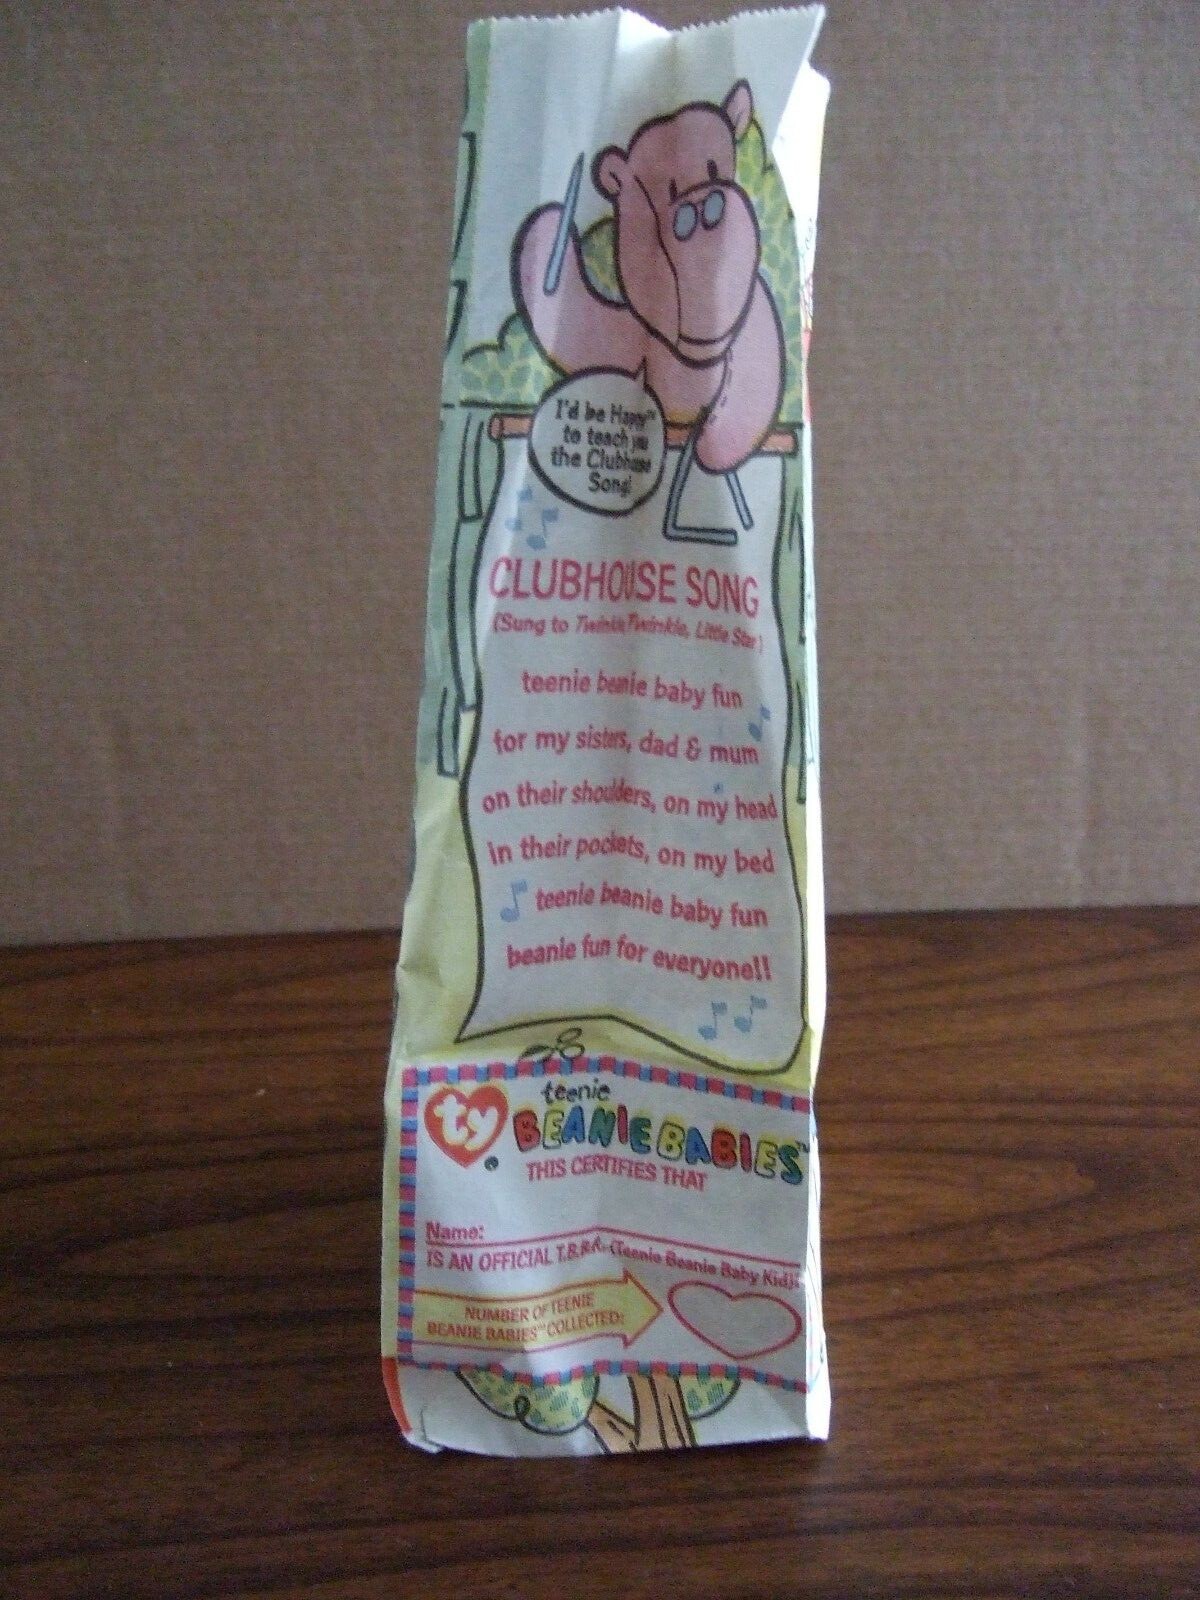 I'd be Happy™
to teach you
the Clubhouse
Song!
CLUBHOUSE SONG
(Sung to Twinkle, Twinkle, Little Star)
teenie beanie baby fun
for my sisters, dad & mum
on their shoulders, on my head
in their pockets, on my bed
teenie beanie baby fun
beanie fun for everyone!!
ty®
teenie
BEANIE BABIES™
THIS CERTIFIES THAT
Name:
IS AN OFFICIAL T.B.B.K. (Teenie Beanie Baby Kid)!
NUMBER OF TEENIE
BEANIE BABIES™ COLLECTED: